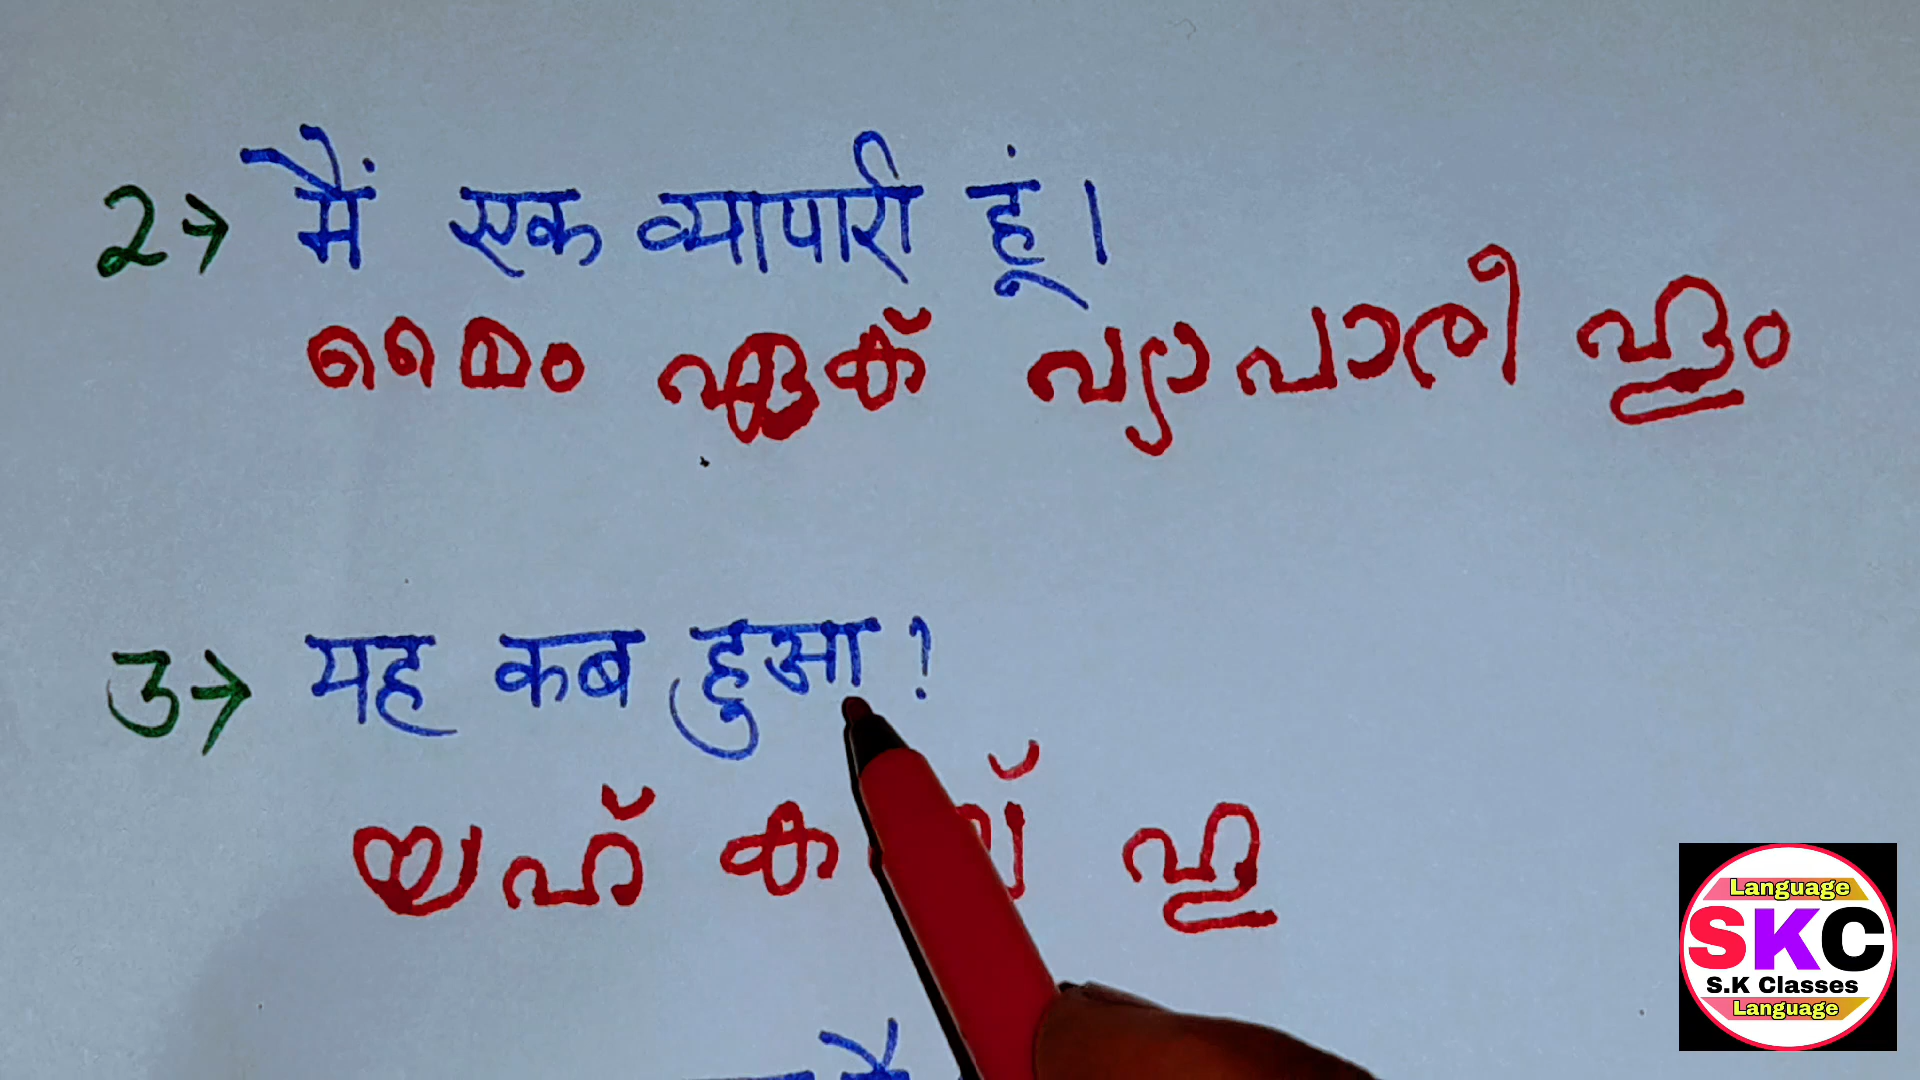 2→ मैं एक व्यापारी हूं।
മൈം ഏക് വ്യാപാരീ ഹൂം
3→ यह कब हुआ?
യഹ് ഹു
Language
SKC
S.K Classes
Language